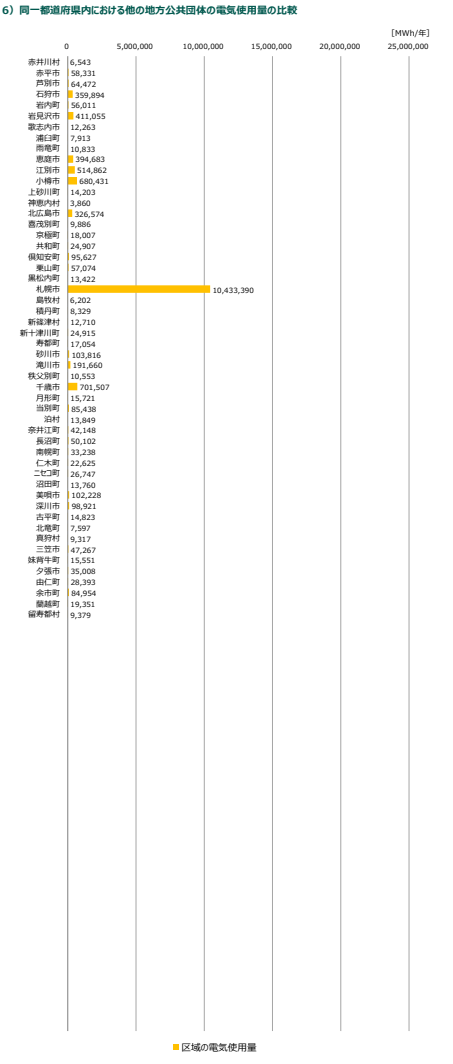 6）同一都道府県内における他の地方公共団体の電気使用量の比較
[MWh/年]
0 5,000,000 10,000,000 15,000,000 20,000,000 25,000,000
赤井川村 6,543
赤平市 58,331
芦別市 64,472
石狩市 359,894
岩内町 56,011
岩見沢市 411,055
歌志内市 12,263
浦臼町 7,913
雨竜町 10,833
恵庭市 394,683
江別市 514,862
小樽市 680,431
上砂川町 14,203
神恵内村 3,860
北広島市 326,574
喜茂別町 9,886
京極町 18,007
共和町 24,907
倶知安町 95,627
栗山町 57,074
黒松内町 13,422
札幌市 10,433,390
島牧村 6,202
積丹町 8,329
新篠津村 12,710
新十津川町 24,915
寿都町 17,054
砂川市 103,816
滝川市 191,660
秩父別町 10,553
千歳市 701,507
月形町 15,721
当別町 85,438
泊村 13,849
奈井江町 42,148
長沼町 50,102
南幌町 33,238
仁木町 22,625
ニセコ町 26,747
沼田町 13,760
美唄市 102,228
深川市 98,921
古平町 14,823
北竜町 7,597
真狩村 9,317
三笠市 47,267
妹背牛町 15,551
夕張市 35,008
由仁町 28,393
余市町 84,954
蘭越町 19,351
留寿都村 9,379
区域の電気使用量